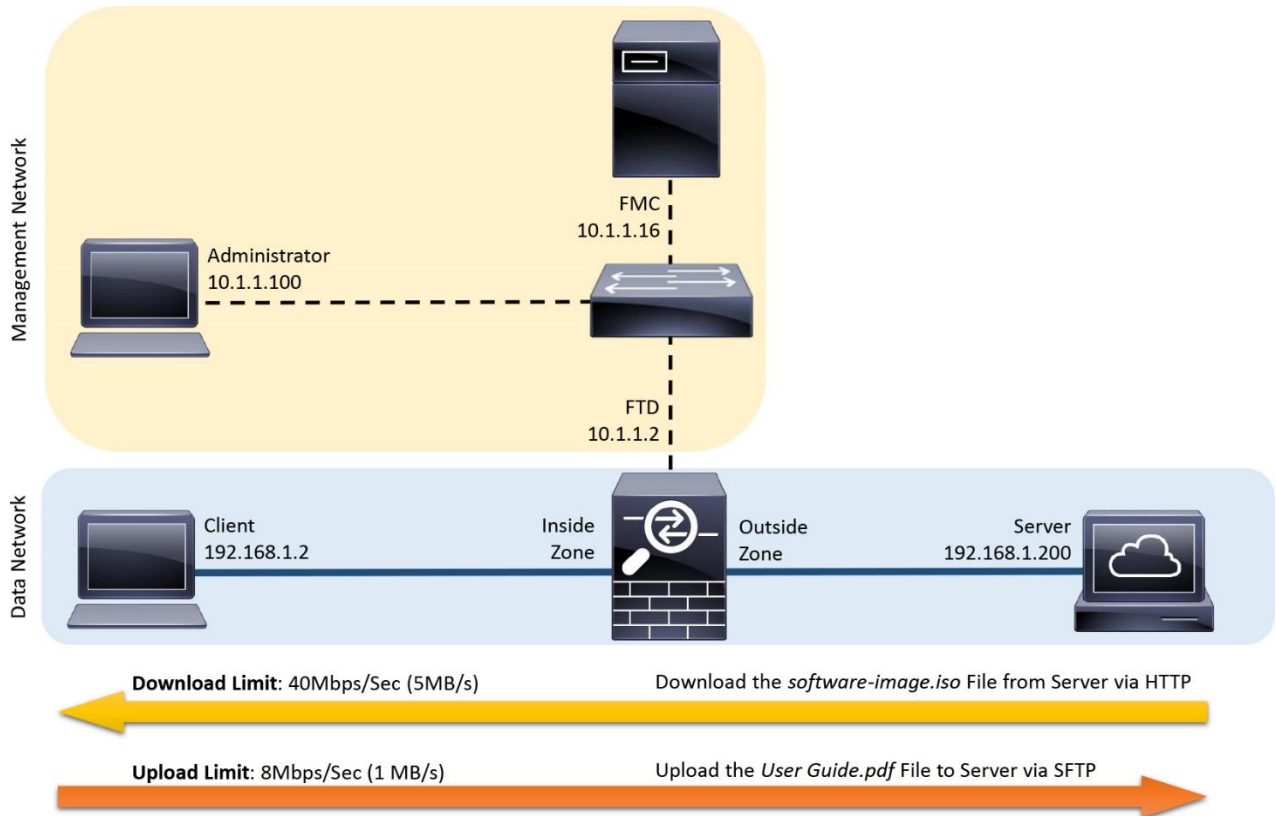 Management Network
FMC
10.1.1.16
Administrator
10.1.1.100
FTD
10.1.1.2
Data Network
Client
192.168.1.2
Inside
Zone
Outside
Zone
Server
192.168.1.200
Download Limit: 40Mbps/Sec (5MB/s)
Download the software-image.iso File from Server via HTTP
Upload Limit: 8Mbps/Sec (1 MB/s)
Upload the User Guide.pdf File to Server via SFTP